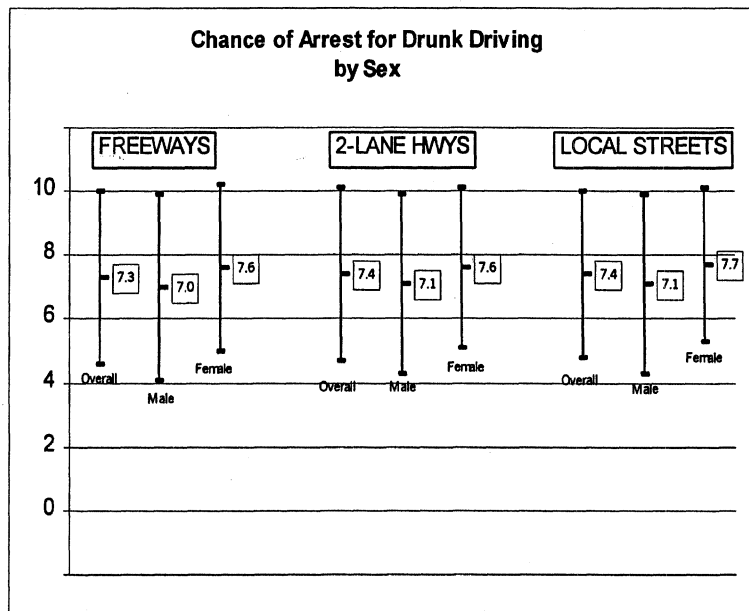 Chance of Arrest for Drunk Driving
by Sex
FREEWAYS
2-LANE HWYS
LOCAL STREETS
10
8
6
4
2
0
7.3
7.0
7.6
Overall
Male
Female
7.4
7.1
7.6
Overall
Male
Female
7.4
7.1
7.7
Overall
Male
Female